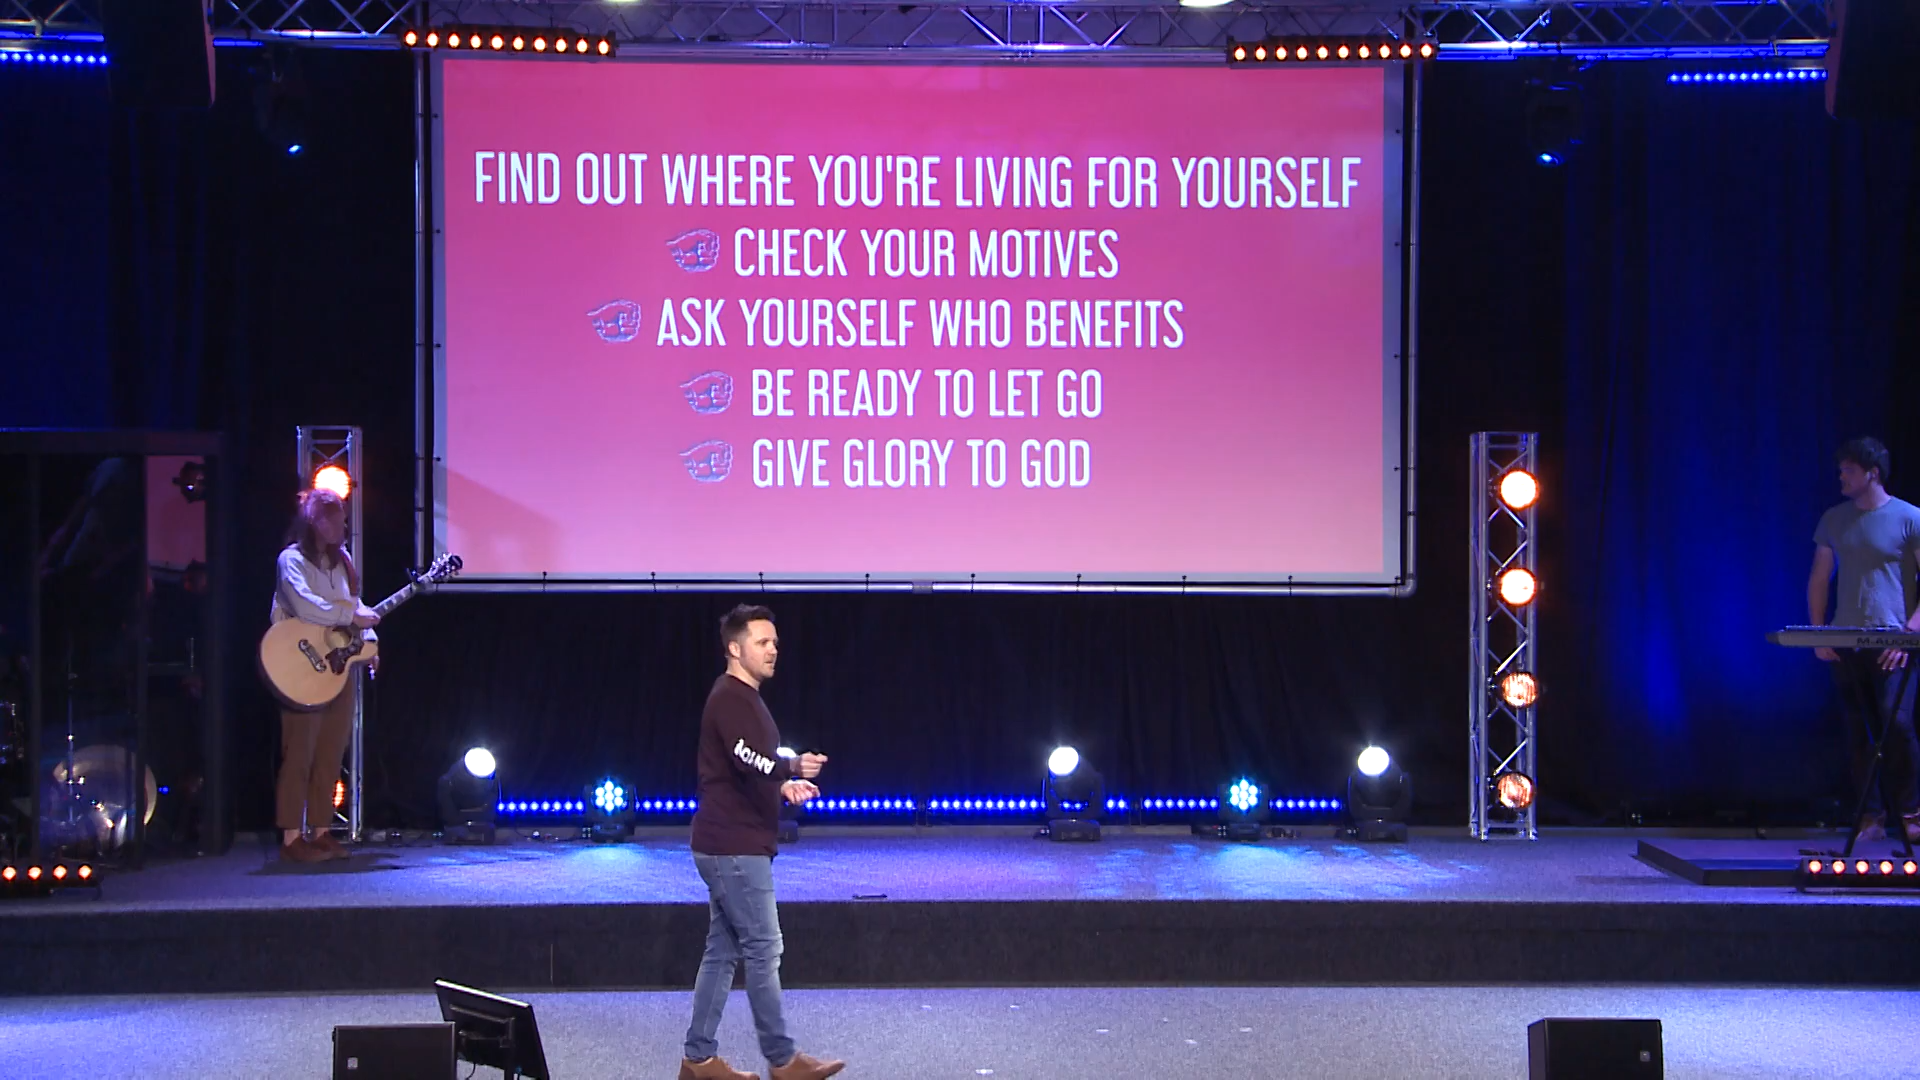 FIND OUT WHERE YOU'RE LIVING FOR YOURSELF
CHECK YOUR MOTIVES
ASK YOURSELF WHO BENEFITS
BE READY TO LET GO
GIVE GLORY TO GOD
M-AUDIO